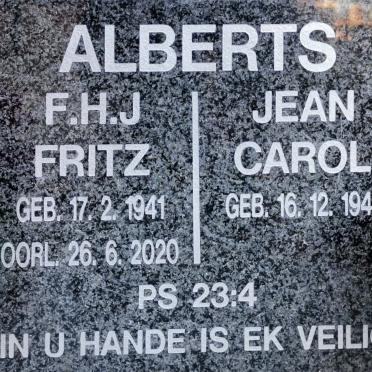 ALBERTS
F.H.J
FRITZ
GEB. 17. 2. 1941
OORL. 26. 6. 2020
JEAN
CAROL
GEB. 16. 12. 194
PS 23:4
IN U HANDE IS EK VEILI